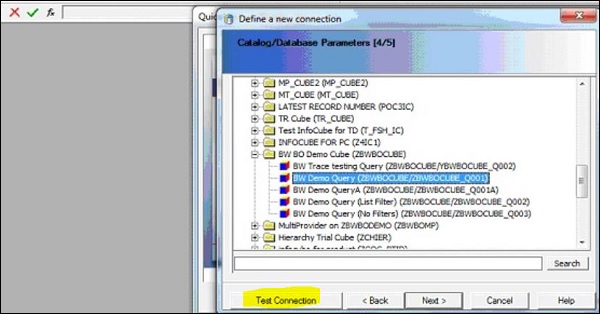 fx
Quic
Define a new connection
Catalog/Database Parameters [4/5]
MP_CUBE2 (MP_CUBE2)
MT_CUBE (MT_CUBE)
LATEST RECORD NUMBER (POC3IC)
TR Cube (TR_CUBE)
Test InfoCube for TD (T_FSH_IC)
INFOCUBE FOR PC (Z4IC1)
BW BO Demo Cube (ZBWBOCUBE)
BW Trace testing Query (ZBWBOCUBE/YBWBOCUBE_Q002)
BW Demo Query (ZBWBOCUBE/ZBWBOCUBE_Q001)
BW Demo QueryA (ZBWBOCUBE/ZBWBOCUBE_Q001A)
BW Demo Query (List Filter) (ZBWBOCUBE/ZBWBOCUBE_Q002)
BW Demo Query (No Filters) (ZBWBOCUBE/ZBWBOCUBE_Q003)
MultiProvider on ZBWBODEMO (ZBWBOMP)
Hierarchy Trial Cube (ZCHIER)
Search
Test Connection < Back Next > Cancel Help